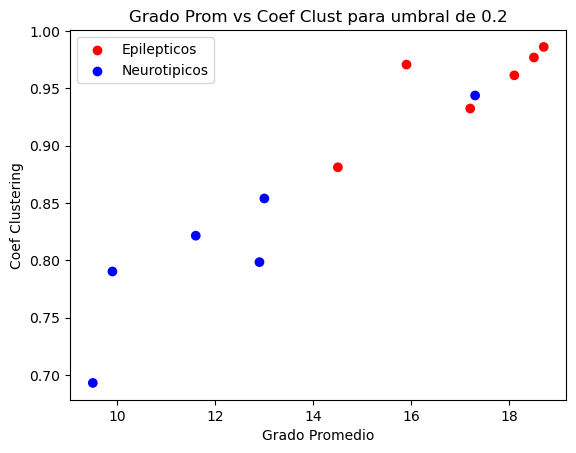 Grado Prom vs Coef Clust para umbral de 0.2
Epilepticos
Neurotipicos
1.00
0.95
0.90
0.85
0.80
0.75
0.70
Coef Clustering
10
12
14
16
18
Grado Promedio